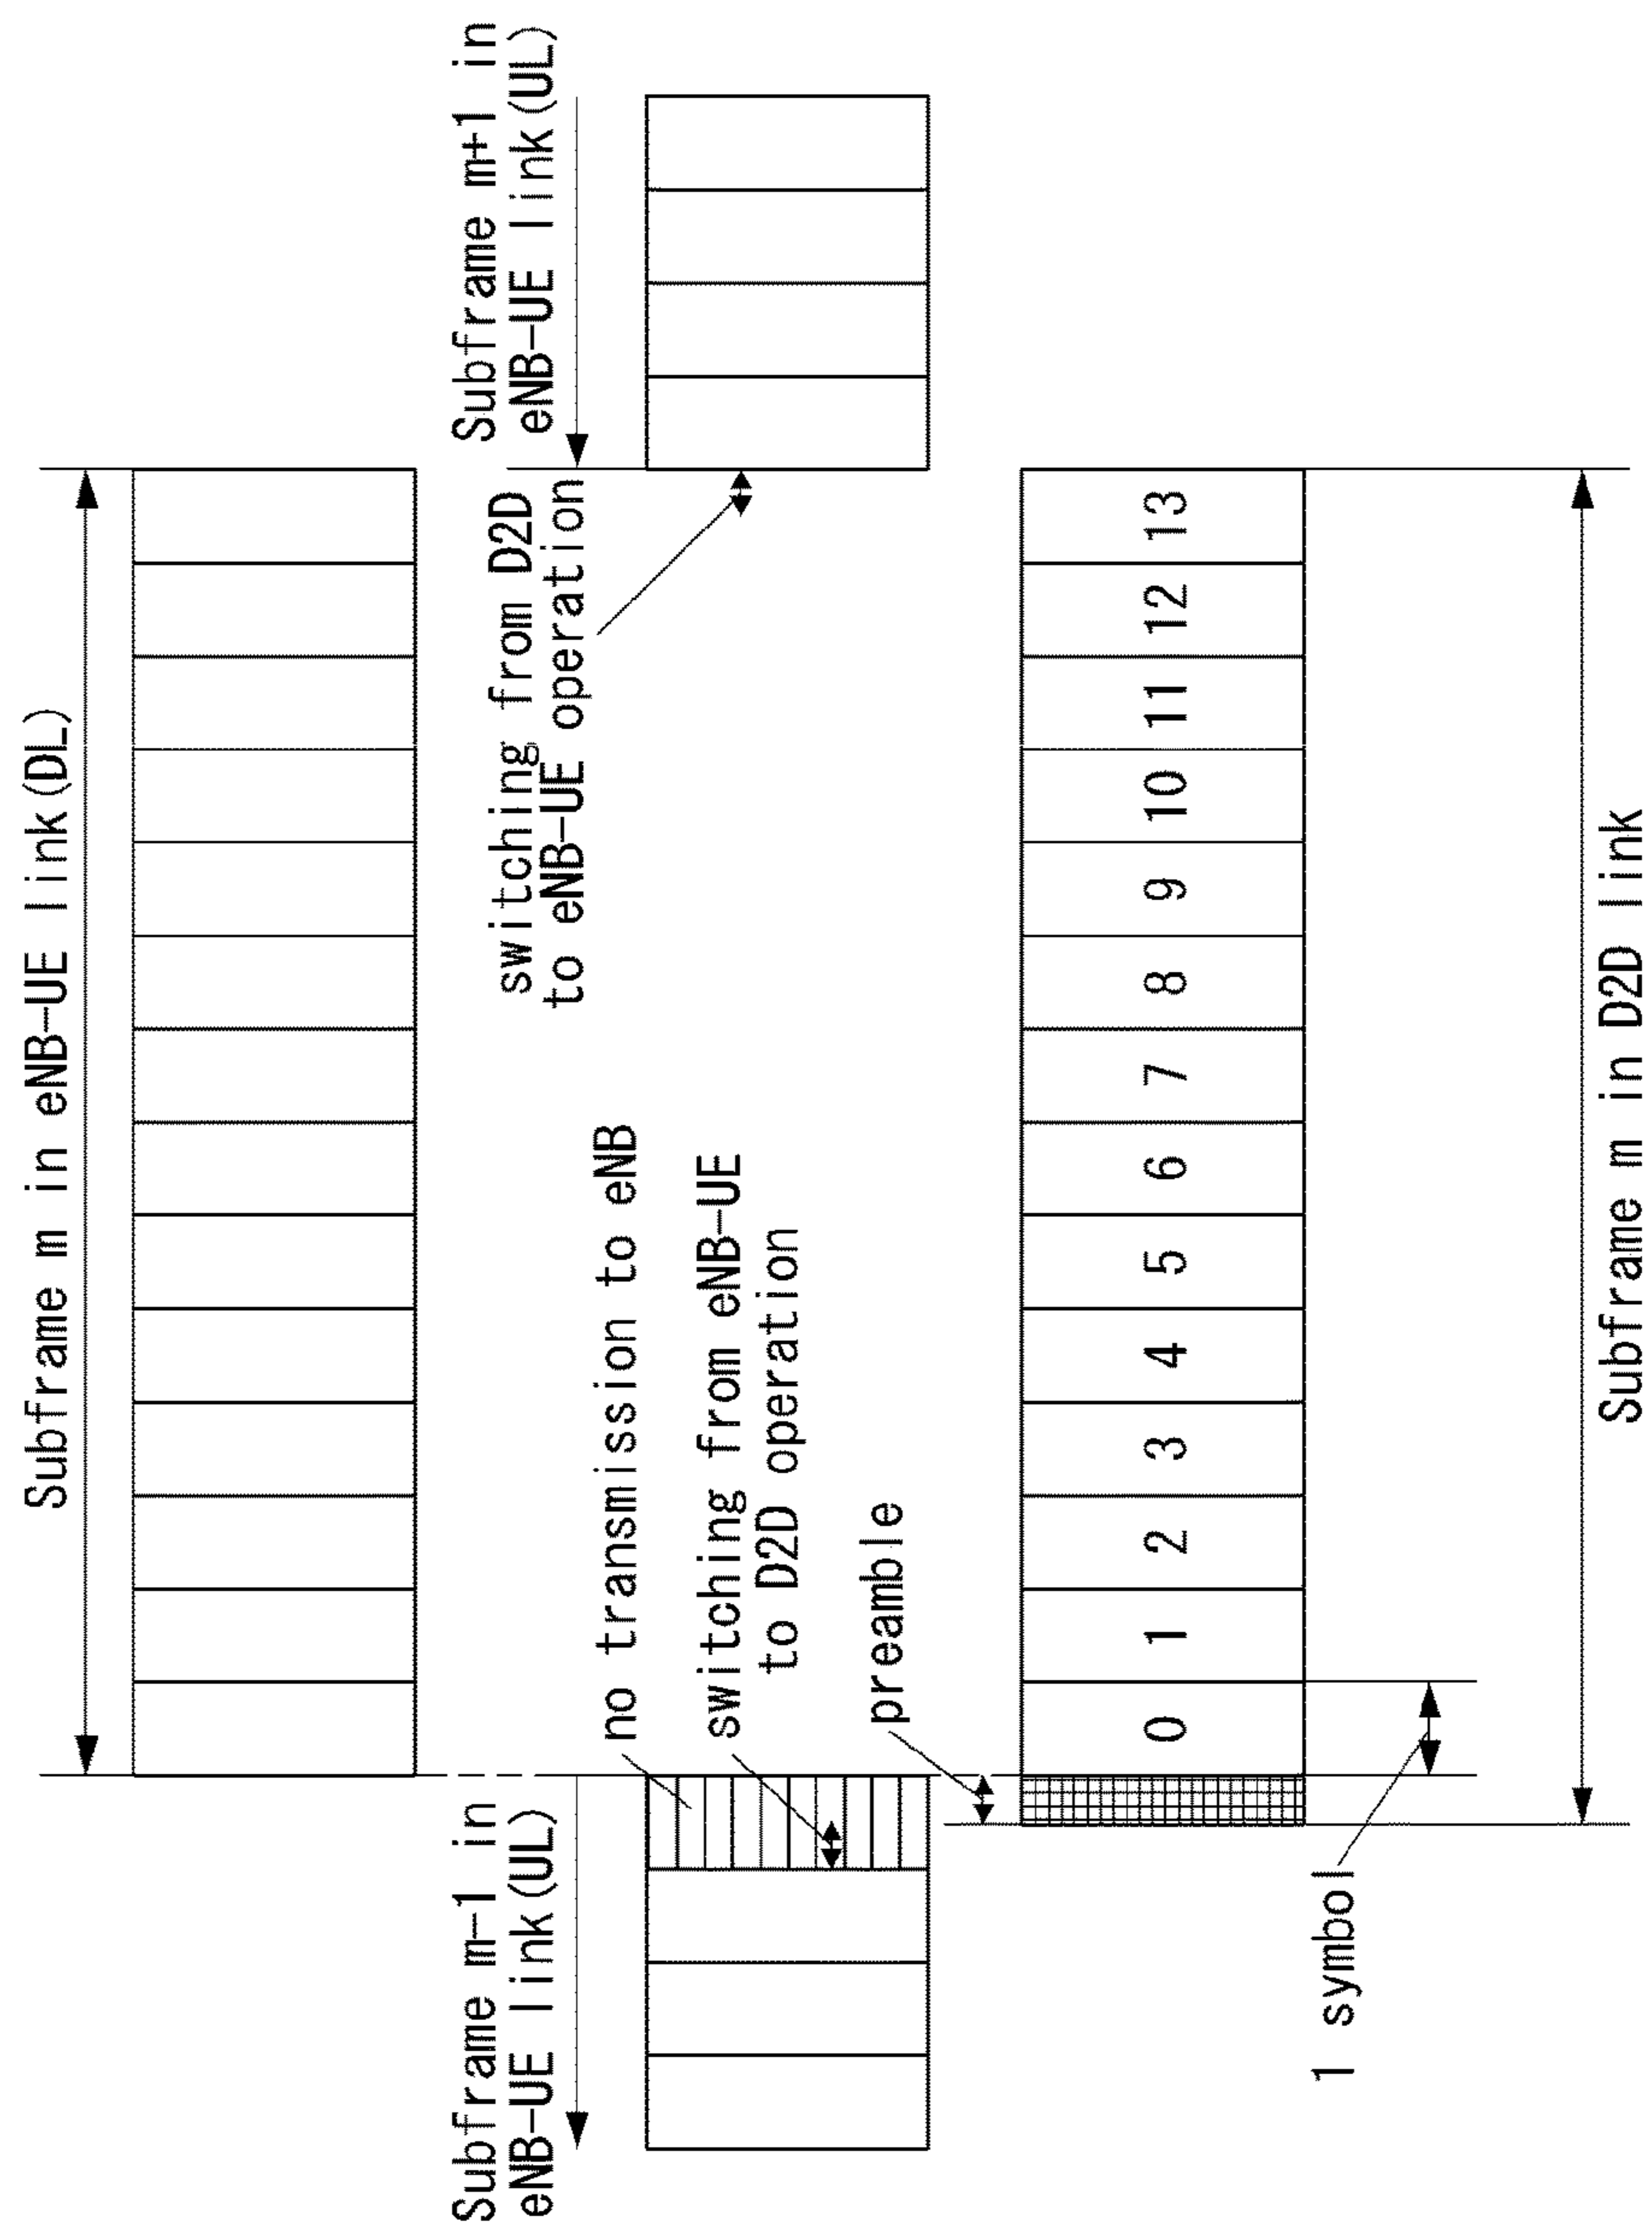 Subframe m in eNB-UE link(DL)
Subframe m-1 in
eNB-UE link(UL)
Subframe m+1 in
eNB-UE link(UL)
switching from D2D
to eNB-UE operation
no transmission to eNB
switching from eNB-UE
to D2D operation
preamble
0 1 2 3 4 5 6 7 8 9 10 11 12 13
1 symbol
Subframe m in D2D link